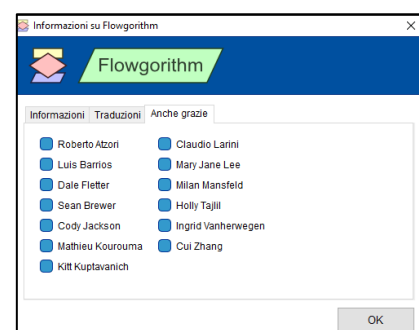 Informazioni su Flowgorithm
Flowgorithm
Informazioni Traduzioni Anche grazie
Roberto Atzori
Luis Barrios
Dale Fletter
Sean Brewer
Cody Jackson
Mathieu Kourouma
Kitt Kuptavanich
Claudio Larini
Mary Jane Lee
Milan Mansfeld
Holly Tajlil
Ingrid Vanherwegen
Cui Zhang
OK